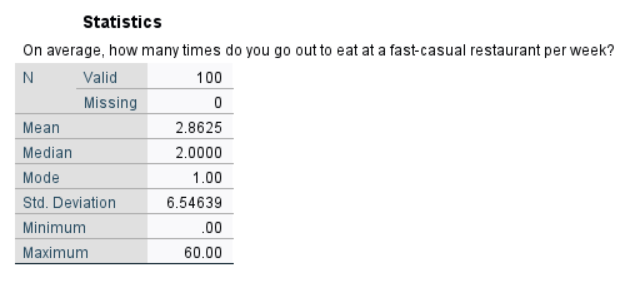 Statistics
On average, how many times do you go out to eat at a fast-casual restaurant per week?
N Valid 100
Missing 0
Mean 2.8625
Median 2.0000
Mode 1.00
Std. Deviation 6.54639
Minimum .00
Maximum 60.00